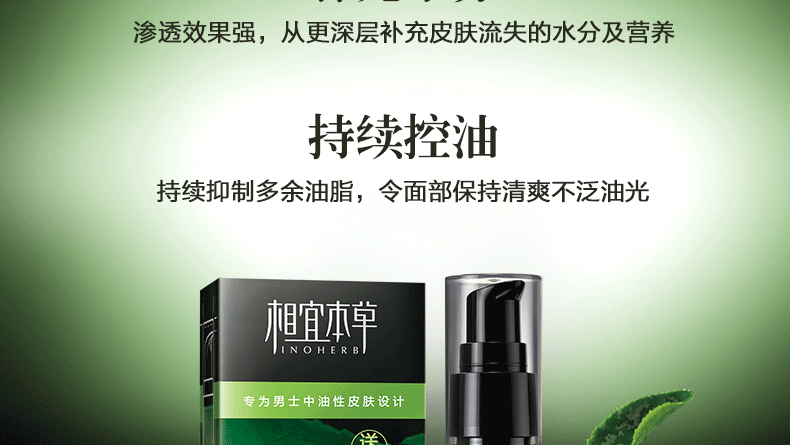 渗透效果强，从更深层补充皮肤流失的水分及营养
持续控油
持续抑制多余油脂，令面部保持清爽不泛油光
相宜本草
INOHERB
专为男士中油性皮肤设计
送